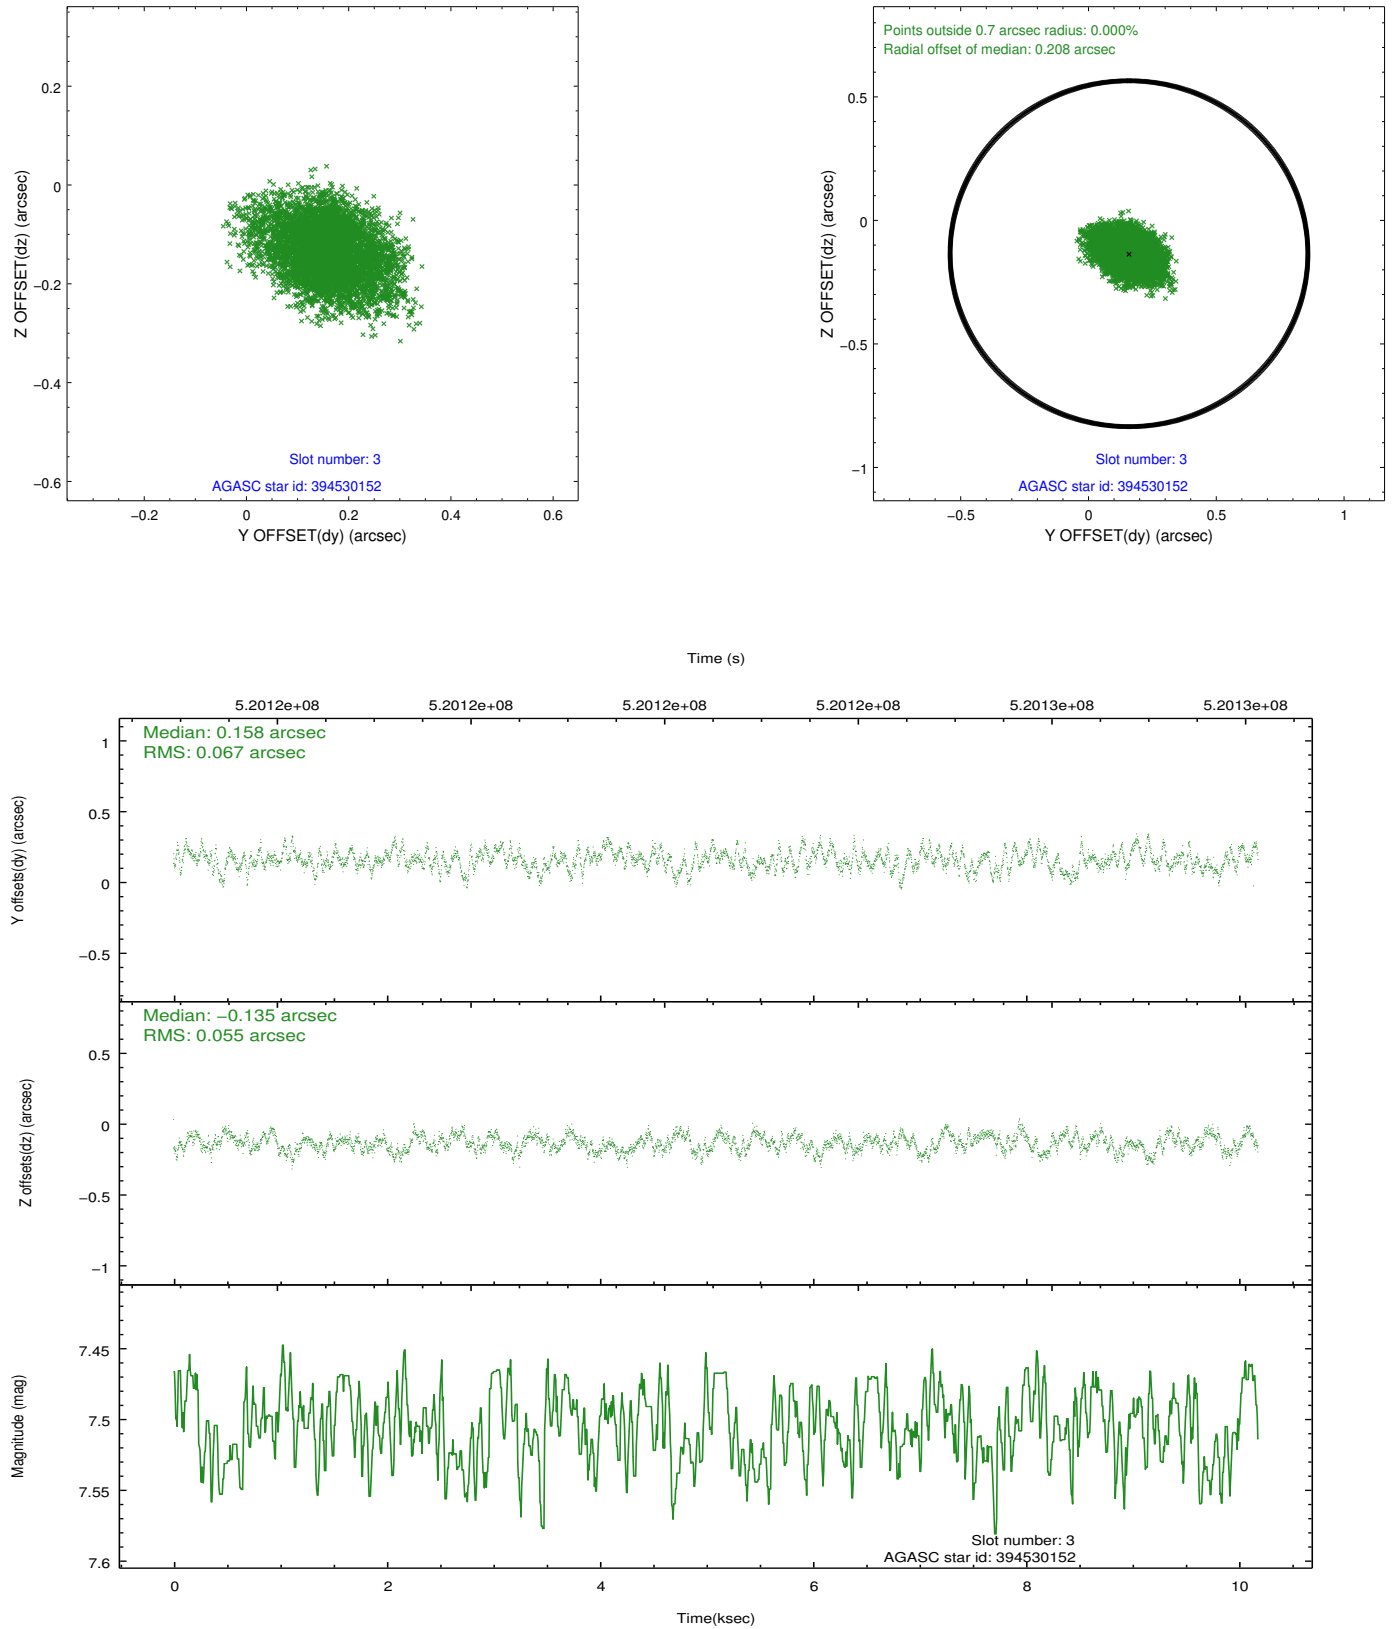 0.2
0
−0.2
−0.4
−0.6
Z OFFSET(dz) (arcsec)
Slot number: 3
AGASC star id: 394530152
−0.2
0
0.2
0.4
0.6
Y OFFSET(dy) (arcsec)
Points outside 0.7 arcsec radius: 0.000%
Radial offset of median: 0.208 arcsec
0.5
0
−0.5
−1
Z OFFSET(dz) (arcsec)
Slot number: 3
AGASC star id: 394530152
−0.5
0
0.5
1
Y OFFSET(dy) (arcsec)
Time (s)
5.2012e+08
5.2012e+08
5.2012e+08
5.2012e+08
5.2013e+08
5.2013e+08
Median: 0.158 arcsec
RMS: 0.067 arcsec
1
0.5
0
−0.5
Y offsets(dy) (arcsec)
Median: −0.135 arcsec
RMS: 0.055 arcsec
0.5
0
−0.5
−1
Z offsets(dz) (arcsec)
7.45
7.5
7.55
7.6
Magnitude (mag)
Slot number: 3
AGASC star id: 394530152
0
2
4
6
8
10
Time(ksec)